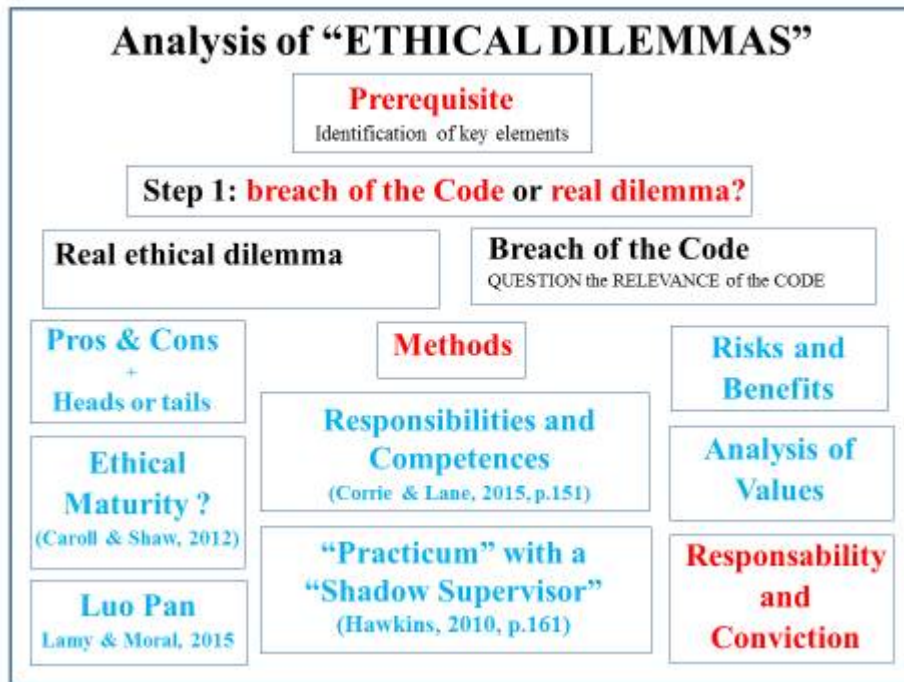 Analysis of “ETHICAL DILEMMAS”
Prerequisite
Identification of key elements
Step 1: breach of the Code or real dilemma?
Real ethical dilemma
Breach of the Code
QUESTION the RELEVANCE of the CODE
Pros & Cons
+
Heads or tails
Methods
Risks and
Benefits
Responsibilities and
Competences
(Corrie & Lane, 2015, p.151)
Ethical
Maturity ?
(Caroll & Shaw, 2012)
Analysis of
Values
“Practicum” with a
“Shadow Supervisor”
(Hawkins, 2010, p.161)
Responsability
and
Conviction
Luo Pan
Lamy & Moral, 2015